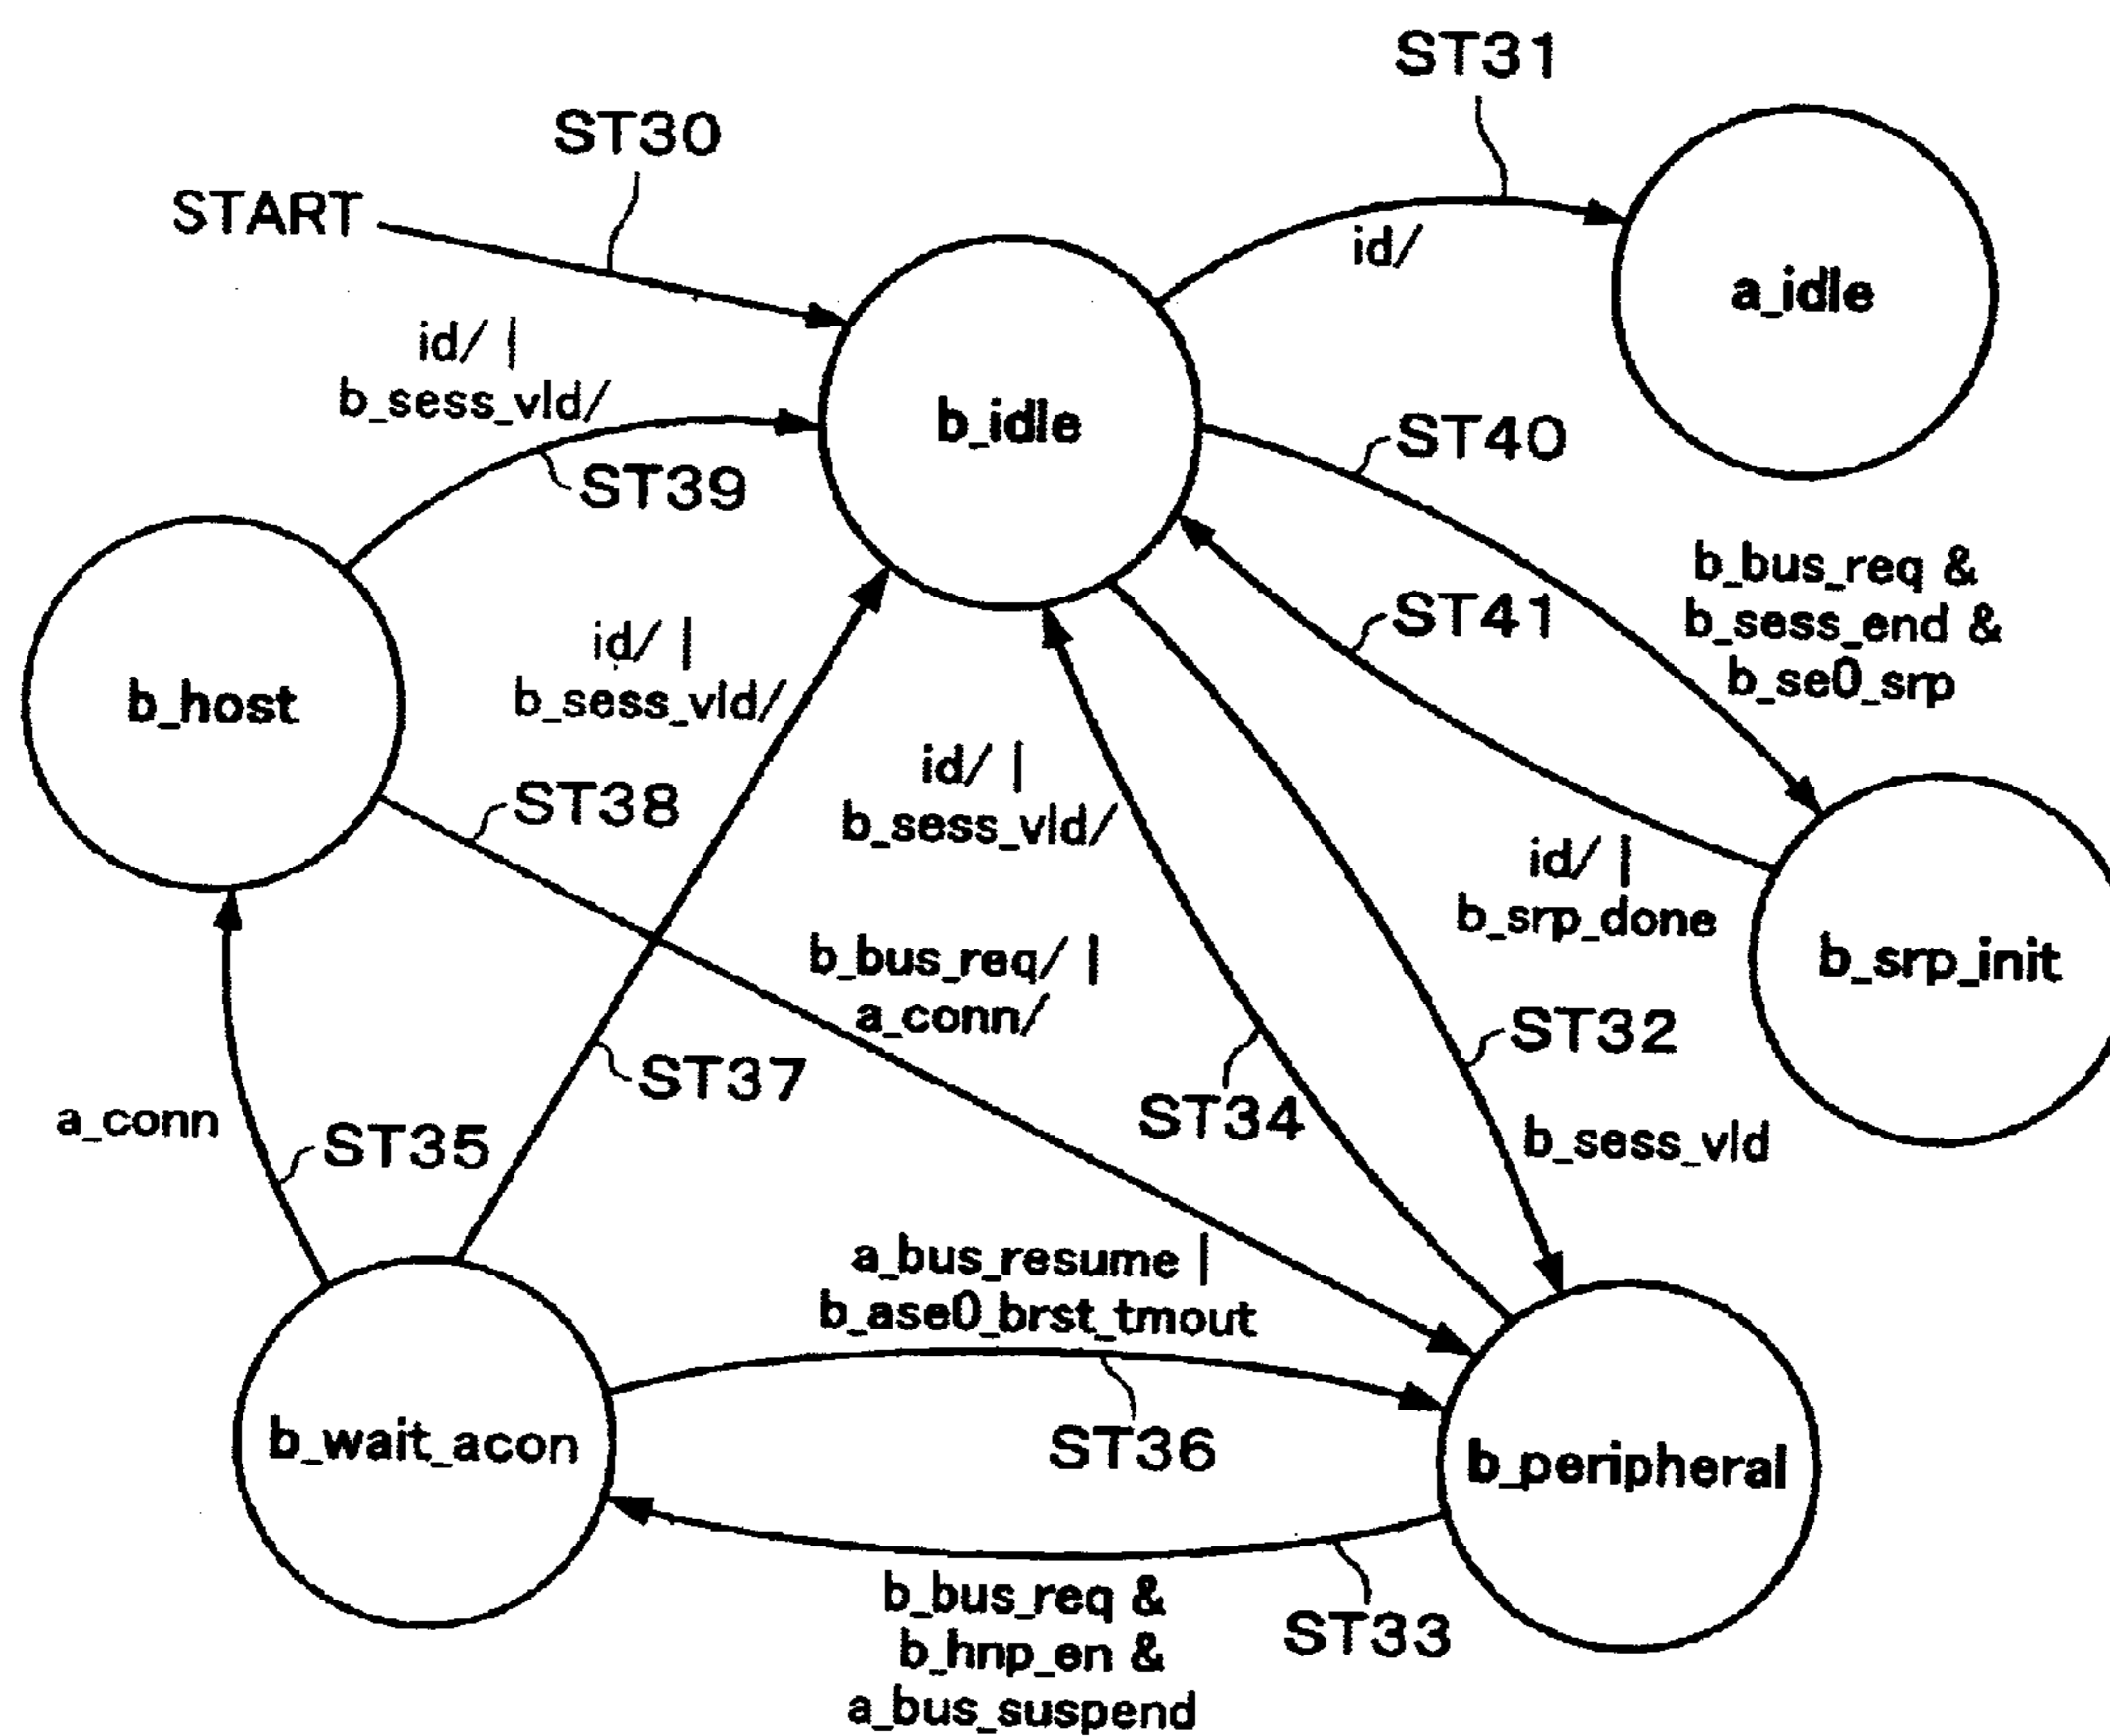 ST31
ST30
START
id/
a_idle
id/ |
b_sess_vld/
b_idle
ST40
ST39
b_bus_req &
b_sess_end &
b_se0_srp
ST41
id/ |
b_sess_vld/
b_host
id/ |
b_sess_vld/
ST38
id/ |
b_srp_done
b_srp_init
b_bus_req/ |
a_conn/
ST32
ST37
ST34
a_conn
ST35
b_sess_vld
a_bus_resume |
b_ase0_brst_tmout
b_wait_acon
ST36
b_peripheral
b_bus_req &
b_hnp_en &
a_bus_suspend
ST33